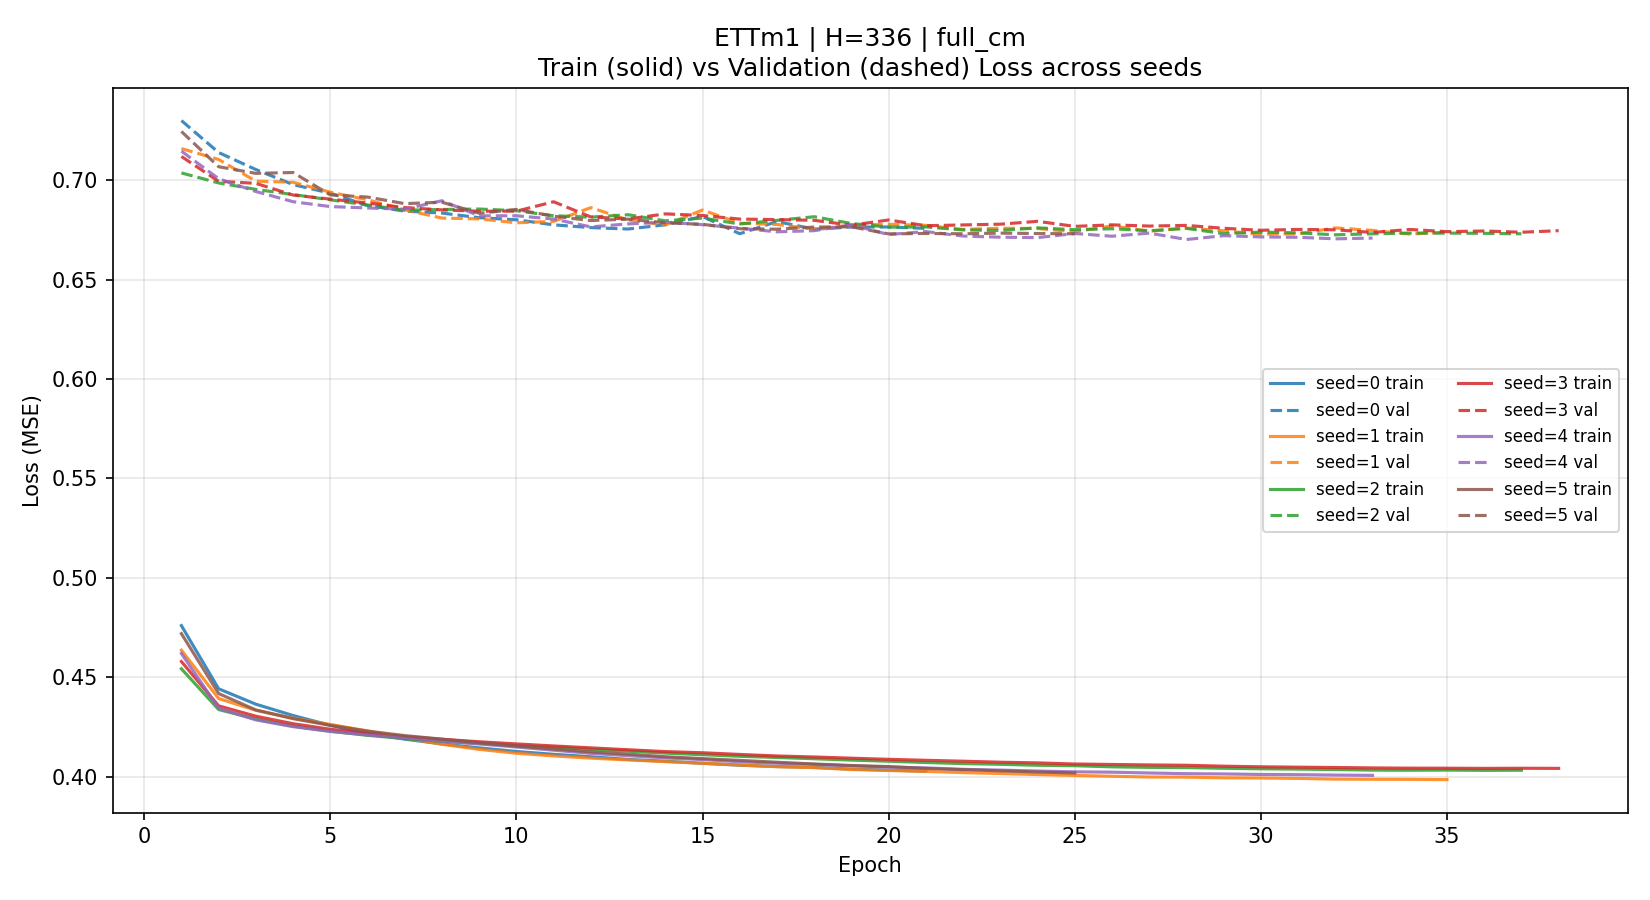 ETTm1 | H=336 | full_cm
Train (solid) vs Validation (dashed) Loss across seeds
Loss (MSE)
0.70
0.65
0.60
0.55
0.50
0.45
0.40
seed=0 train
seed=0 val
seed=1 train
seed=1 val
seed=2 train
seed=2 val
seed=3 train
seed=3 val
seed=4 train
seed=4 val
seed=5 train
seed=5 val
0 5 10 15 20 25 30 35
Epoch